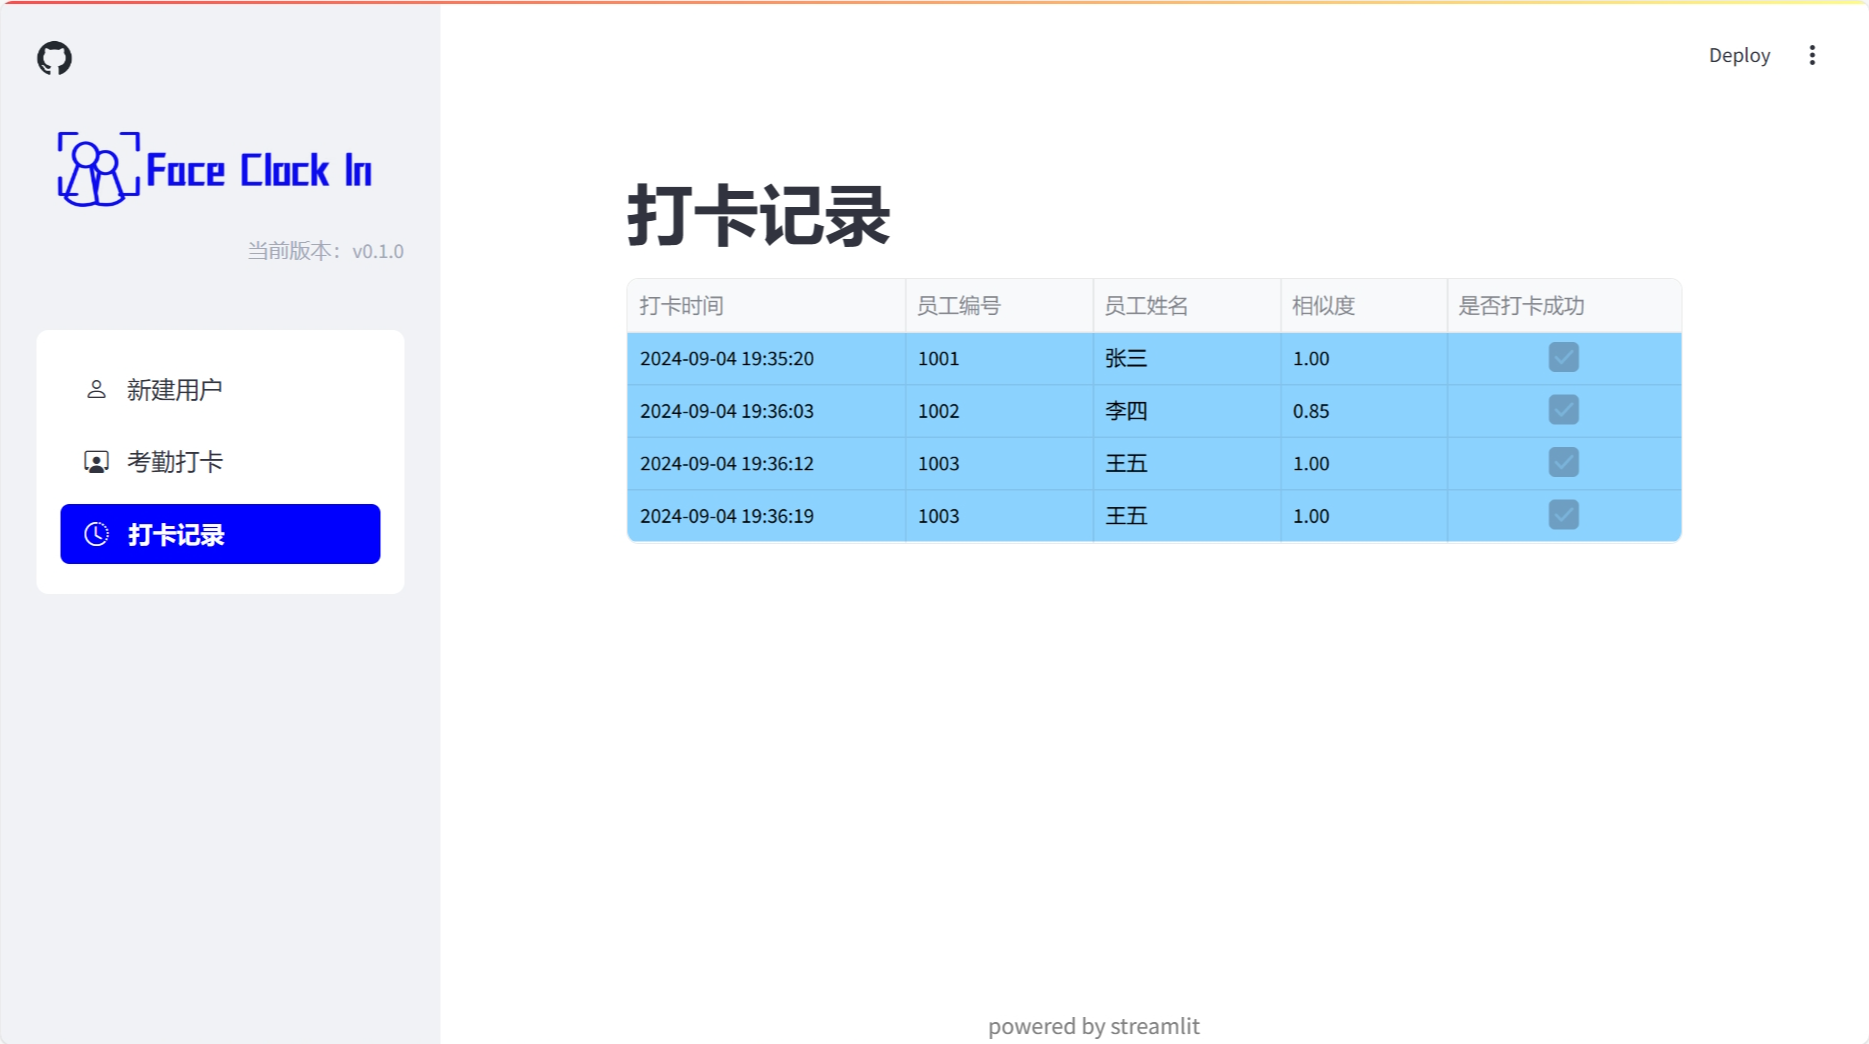 Deploy
Face Clock In
当前版本：v0.1.0
新建用户
考勤打卡
打卡记录
打卡记录
打卡时间 员工编号 员工姓名 相似度 是否打卡成功
2024-09-04 19:35:20 1001 张三 1.00
2024-09-04 19:36:03 1002 李四 0.85
2024-09-04 19:36:12 1003 王五 1.00
2024-09-04 19:36:19 1003 王五 1.00
powered by streamlit